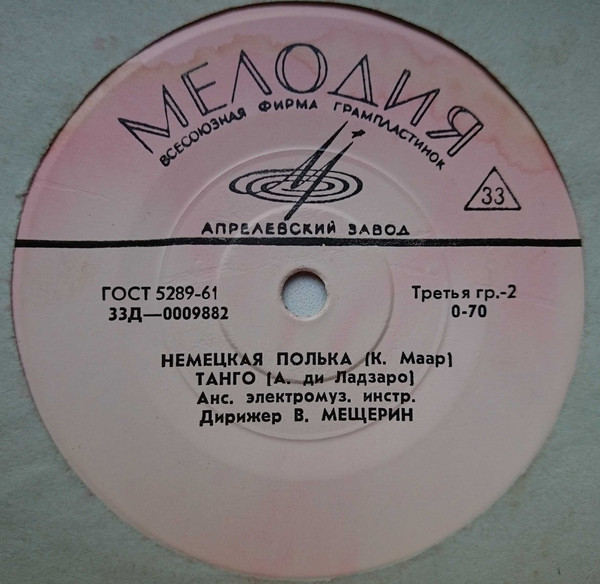 МЕЛОДИЯ
ВСЕСОЮЗНАЯ ФИРМА ГРАМПЛАСТИНОК
33
АПРЕЛЕВСКИЙ ЗАВОД
ГОСТ 5289-61 Третья гр.-2
33Д—0009882 0-70
НЕМЕЦКАЯ ПОЛЬКА (К. Маар)
ТАНГО (А. ди Ладзаро)
Анс. электромуз. инстр.
Дирижер В. МЕЩЕРИН